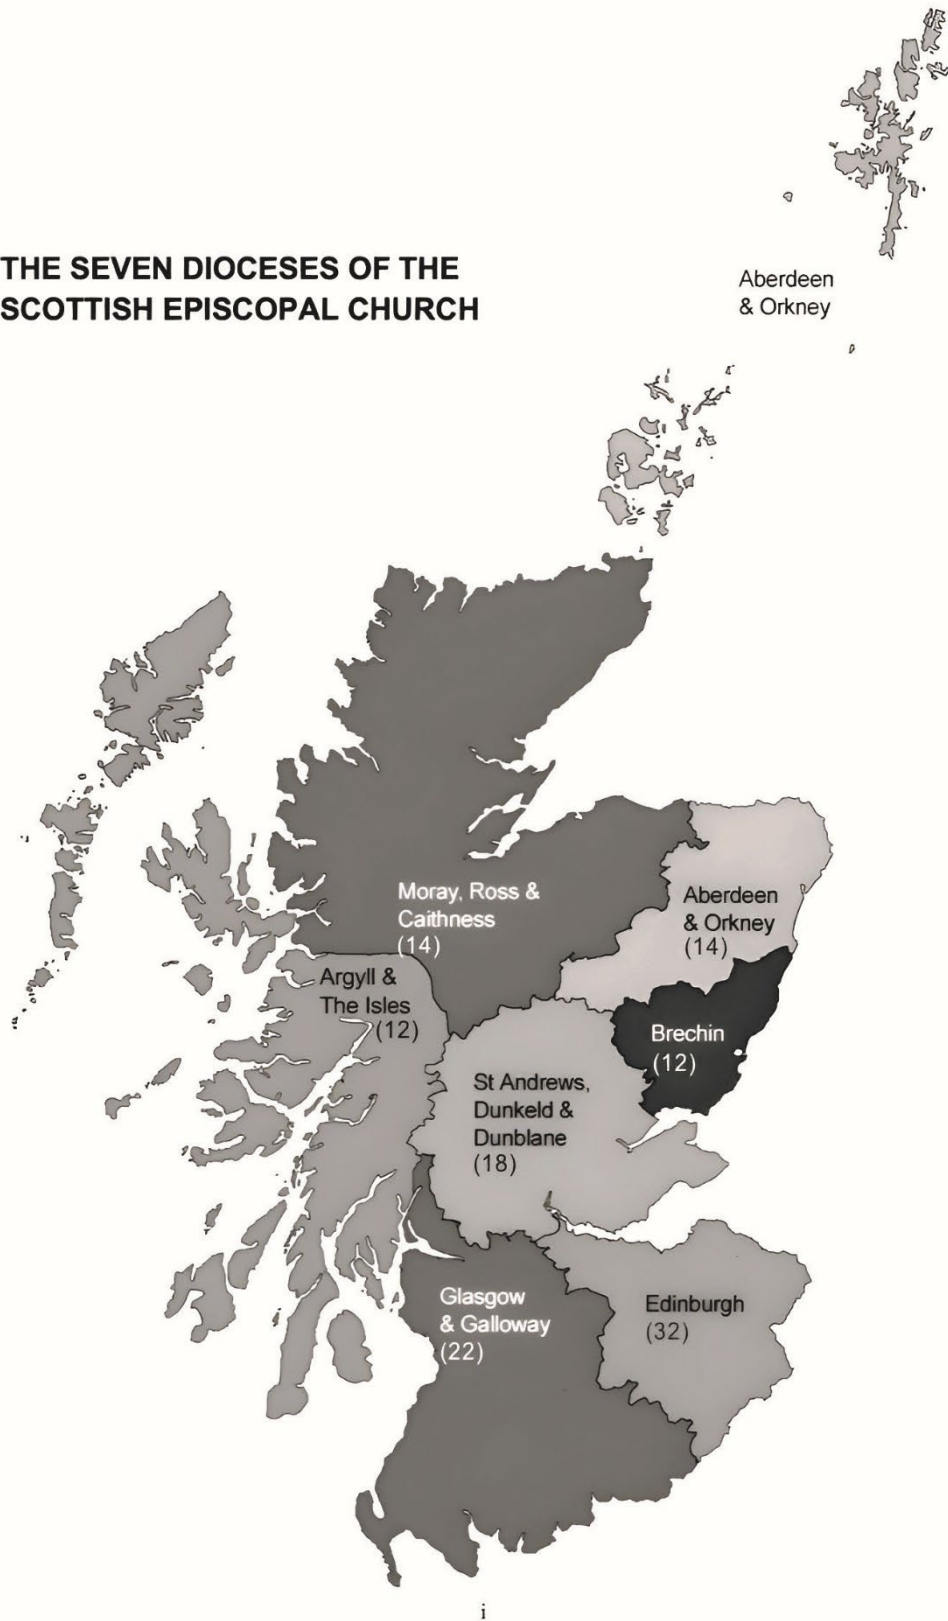 THE SEVEN DIOCESES OF THE
SCOTTISH EPISCOPAL CHURCH
Aberdeen
& Orkney
Moray, Ross &
Caithness
(14)
Aberdeen
& Orkney
(14)
Argyll &
The Isles
(12)
Brechin
(12)
St Andrews,
Dunkeld &
Dunblane
(18)
Glasgow
& Galloway
(22)
Edinburgh
(32)
i